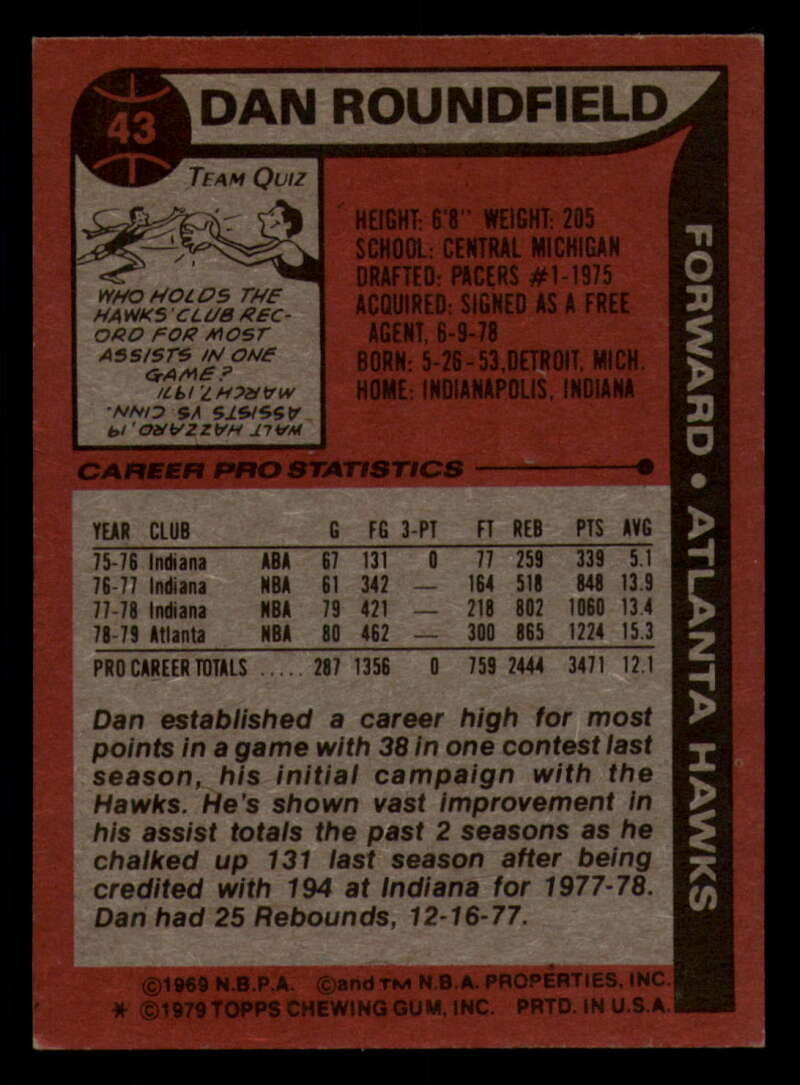 43
DAN ROUNDFIELD
TEAM QUIZ
WHO HOLDS THE
HAWKS' CLUB REC-
ORD FOR MOST
ASSISTS IN ONE
GAME?
WALT HAZZARD, 19
ASSISTS VS CINN.
MARCH 7, 1971
HEIGHT: 6'8" WEIGHT: 205
SCHOOL: CENTRAL MICHIGAN
DRAFTED: PACERS #1-1975
ACQUIRED: SIGNED AS A FREE
AGENT, 6-9-78
BORN: 5-26-53, DETROIT, MICH.
HOME: INDIANAPOLIS, INDIANA
FORWARD • ATLANTA HAWKS
CAREER PRO STATISTICS
YEAR CLUB G FG 3-PT FT REB PTS AVG
75-76 Indiana ABA 67 131 0 77 259 339 5.1
76-77 Indiana NBA 61 342 — 164 518 848 13.9
77-78 Indiana NBA 79 421 — 218 802 1060 13.4
78-79 Atlanta NBA 80 462 — 300 865 1224 15.3
PRO CAREER TOTALS ..... 287 1356 0 759 2444 3471 12.1
Dan established a career high for most
points in a game with 38 in one contest last
season, his initial campaign with the
Hawks. He's shown vast improvement in
his assist totals the past 2 seasons as he
chalked up 131 last season after being
credited with 194 at Indiana for 1977-78.
Dan had 25 Rebounds, 12-16-77.
©1969 N.B.P.A. ©and TM N.B.A. PROPERTIES, INC.
* ©1979 TOPPS CHEWING GUM, INC. PRTD. IN U.S.A.